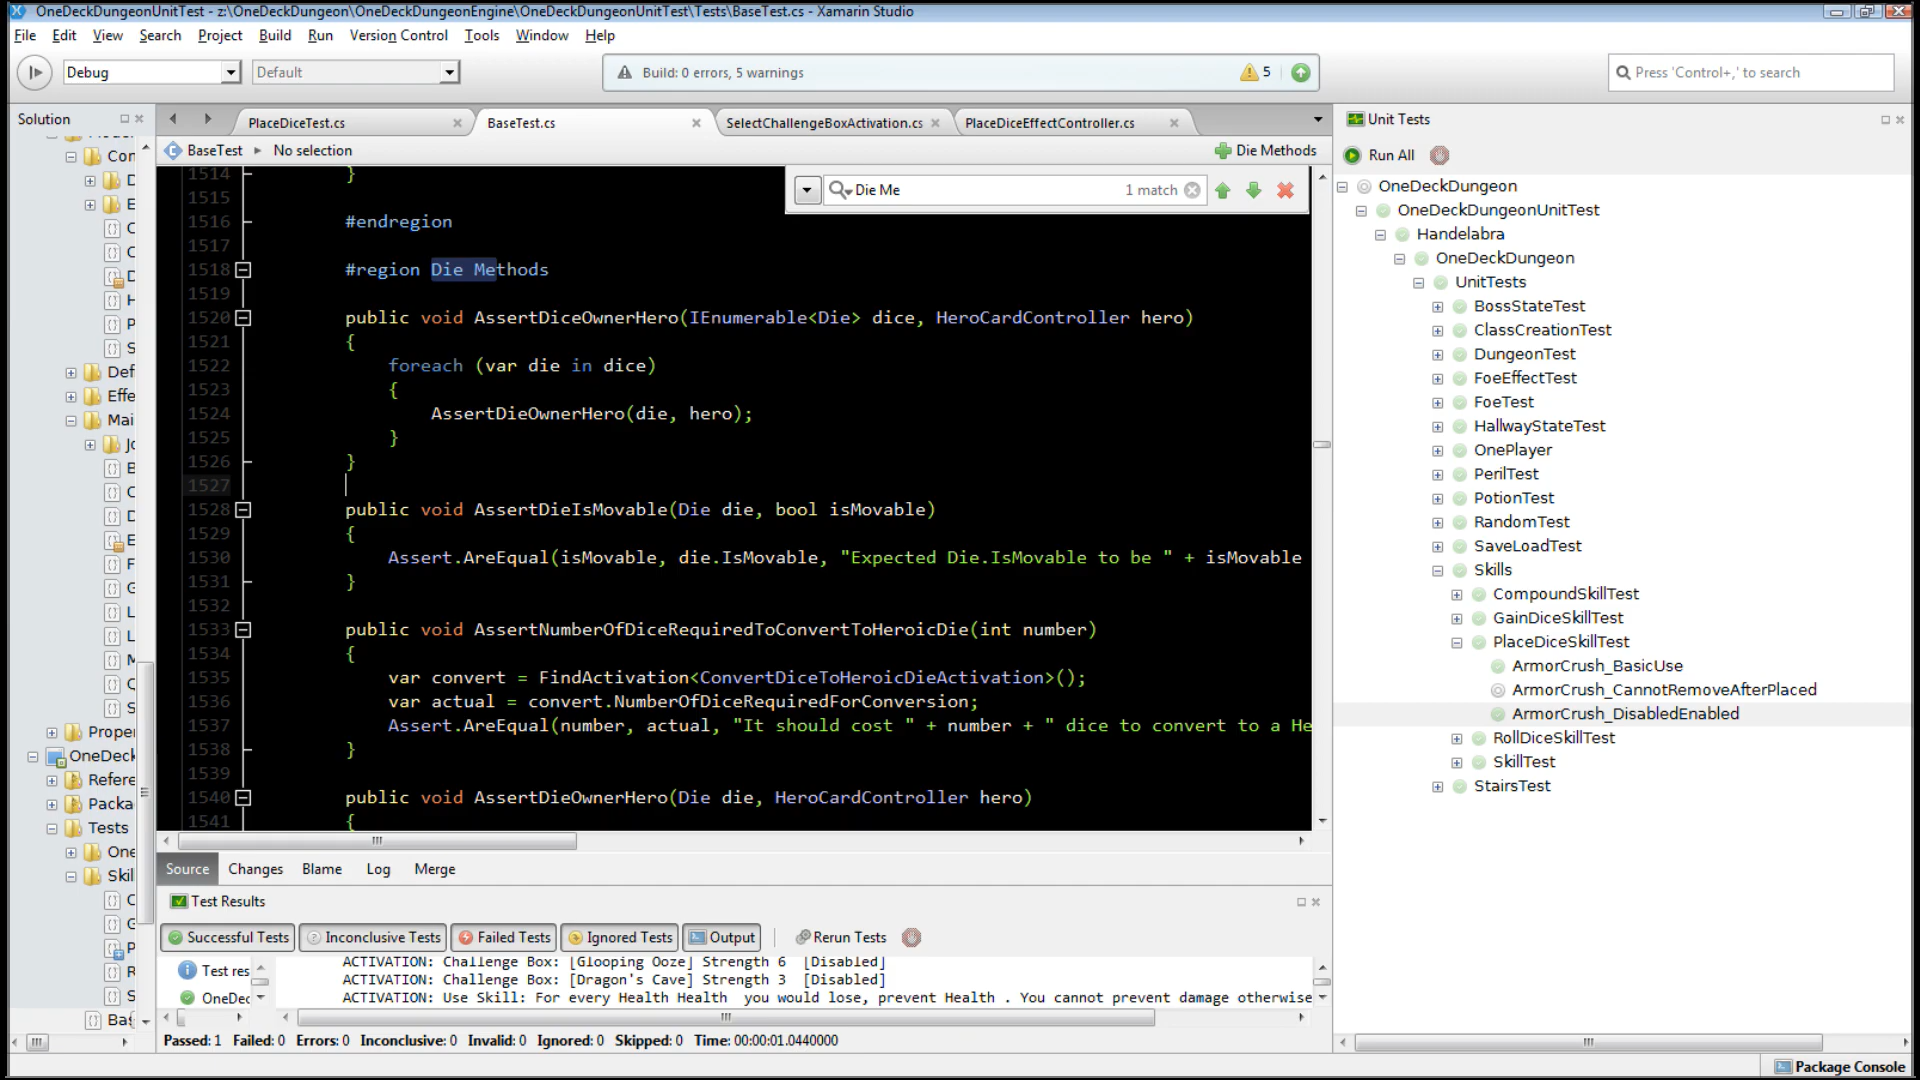 OneDeckDungeonUnitTest - z:\OneDeckDungeon\OneDeckDungeonEngine\OneDeckDungeonUnitTest\Tests\BaseTest.cs - Xamarin Studio
File Edit View Search Project Build Run Version Control Tools Window Help
Debug
Default
Build: 0 errors, 5 warnings
5
Press 'Control+,' to search
Solution
Con
D
E
C
C
D
H
P
S
Def
Effe
Mai
Jo
B
C
D
E
F
G
L
L
M
Q
S
Proper
OneDeck
Refere
Packa
Tests
One
Skil
C
G
P
R
S
Bas
PlaceDiceTest.cs
BaseTest.cs
SelectChallengeBoxActivation.cs
PlaceDiceEffectController.cs
BaseTest
No selection
Die Methods
Die Me
1 match
1514 }
1515
1516 #endregion
1517
1518 #region Die Methods
1519
1520 public void AssertDiceOwnerHero(IEnumerable<Die> dice, HeroCardController hero)
1521 {
1522 foreach (var die in dice)
1523 {
1524 AssertDieOwnerHero(die, hero);
1525 }
1526 }
1527
1528 public void AssertDieIsMovable(Die die, bool isMovable)
1529 {
1530 Assert.AreEqual(isMovable, die.IsMovable, "Expected Die.IsMovable to be " + isMovable
1531 }
1532
1533 public void AssertNumberOfDiceRequiredToConvertToHeroicDie(int number)
1534 {
1535 var convert = FindActivation<ConvertDiceToHeroicDieActivation>();
1536 var actual = convert.NumberOfDiceRequiredForConversion;
1537 Assert.AreEqual(number, actual, "It should cost " + number + " dice to convert to a He
1538 }
1539
1540 public void AssertDieOwnerHero(Die die, HeroCardController hero)
1541 {
Source Changes Blame Log Merge
Test Results
Successful Tests
Inconclusive Tests
Failed Tests
Ignored Tests
Output
Rerun Tests
Test res
OneDec
ACTIVATION: Challenge Box: [Glooping Ooze] Strength 6 [Disabled]
ACTIVATION: Challenge Box: [Dragon's Cave] Strength 3 [Disabled]
ACTIVATION: Use Skill: For every Health Health you would lose, prevent Health . You cannot prevent damage otherwise
Passed: 1 Failed: 0 Errors: 0 Inconclusive: 0 Invalid: 0 Ignored: 0 Skipped: 0 Time: 00:00:01.0440000
Unit Tests
Run All
OneDeckDungeon
OneDeckDungeonUnitTest
Handelabra
OneDeckDungeon
UnitTests
BossStateTest
ClassCreationTest
DungeonTest
FoeEffectTest
FoeTest
HallwayStateTest
OnePlayer
PerilTest
PotionTest
RandomTest
SaveLoadTest
Skills
CompoundSkillTest
GainDiceSkillTest
PlaceDiceSkillTest
ArmorCrush_BasicUse
ArmorCrush_CannotRemoveAfterPlaced
ArmorCrush_DisabledEnabled
RollDiceSkillTest
SkillTest
StairsTest
Package Console